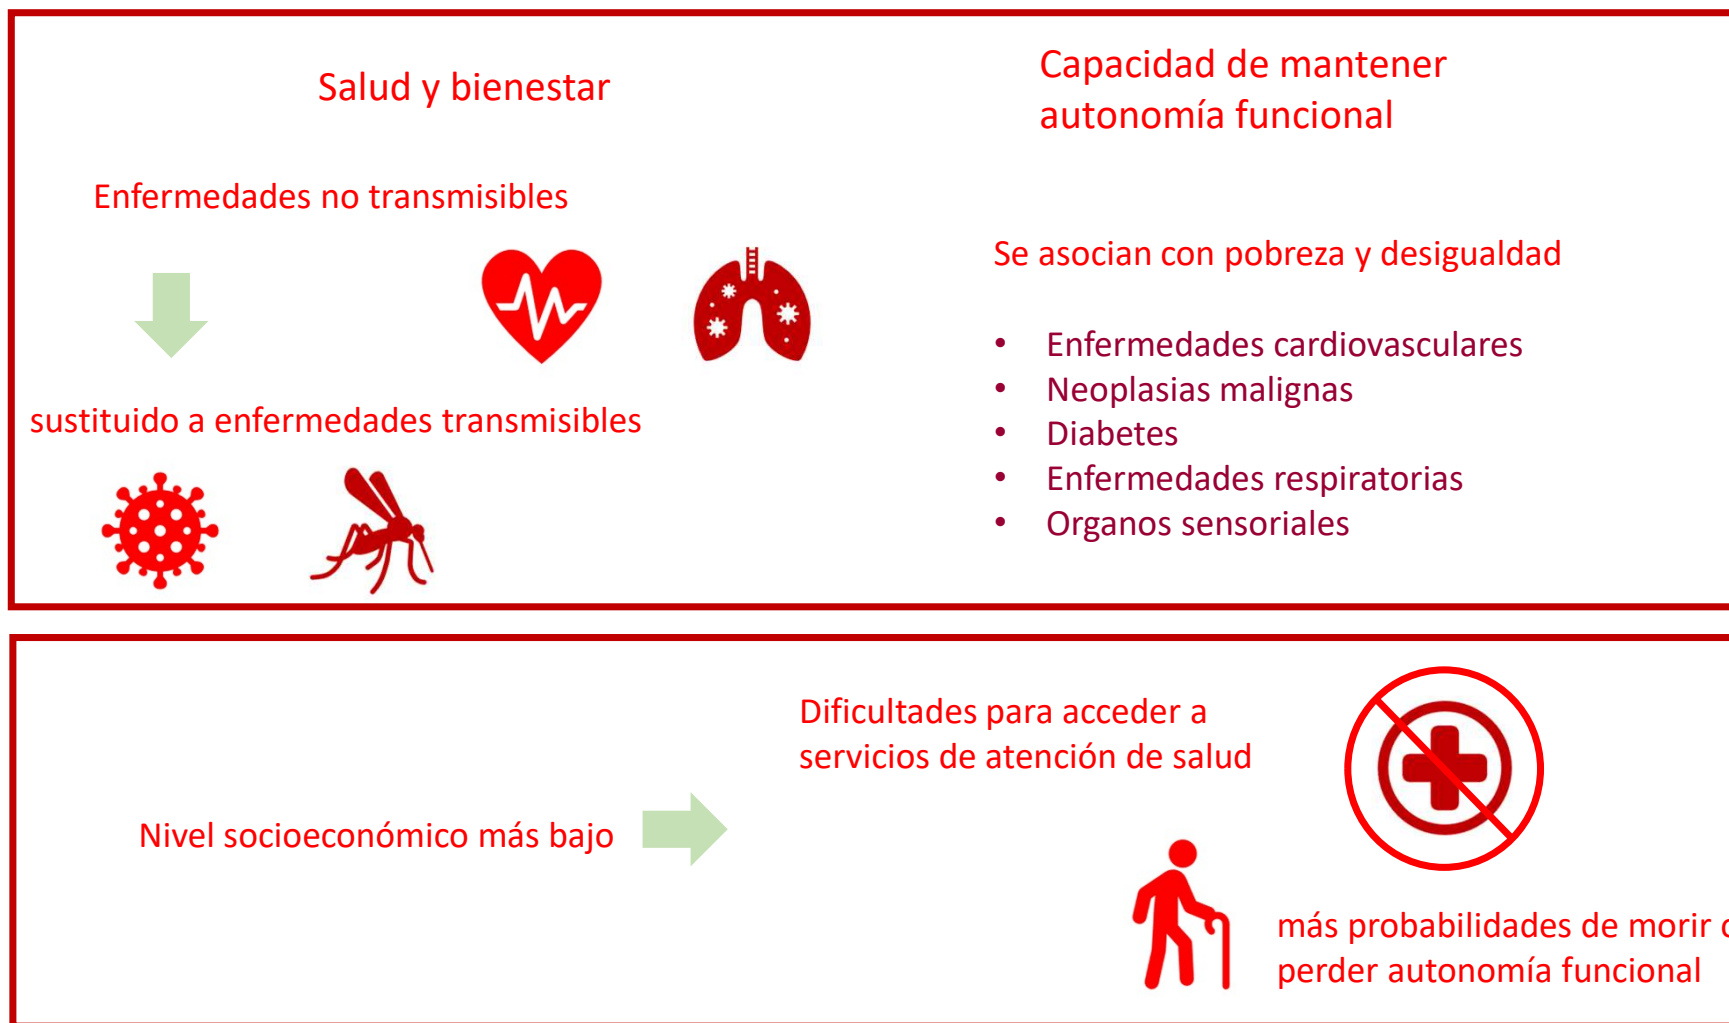 Salud y bienestar
Capacidad de mantener
autonomía funcional
Enfermedades no transmisibles
sustituido a enfermedades transmisibles
Se asocian con pobreza y desigualdad
• Enfermedades cardiovasculares
• Neoplasias malignas
• Diabetes
• Enfermedades respiratorias
• Organos sensoriales
Nivel socioeconómico más bajo
Dificultades para acceder a
servicios de atención de salud
más probabilidades de morir
perder autonomía funcional